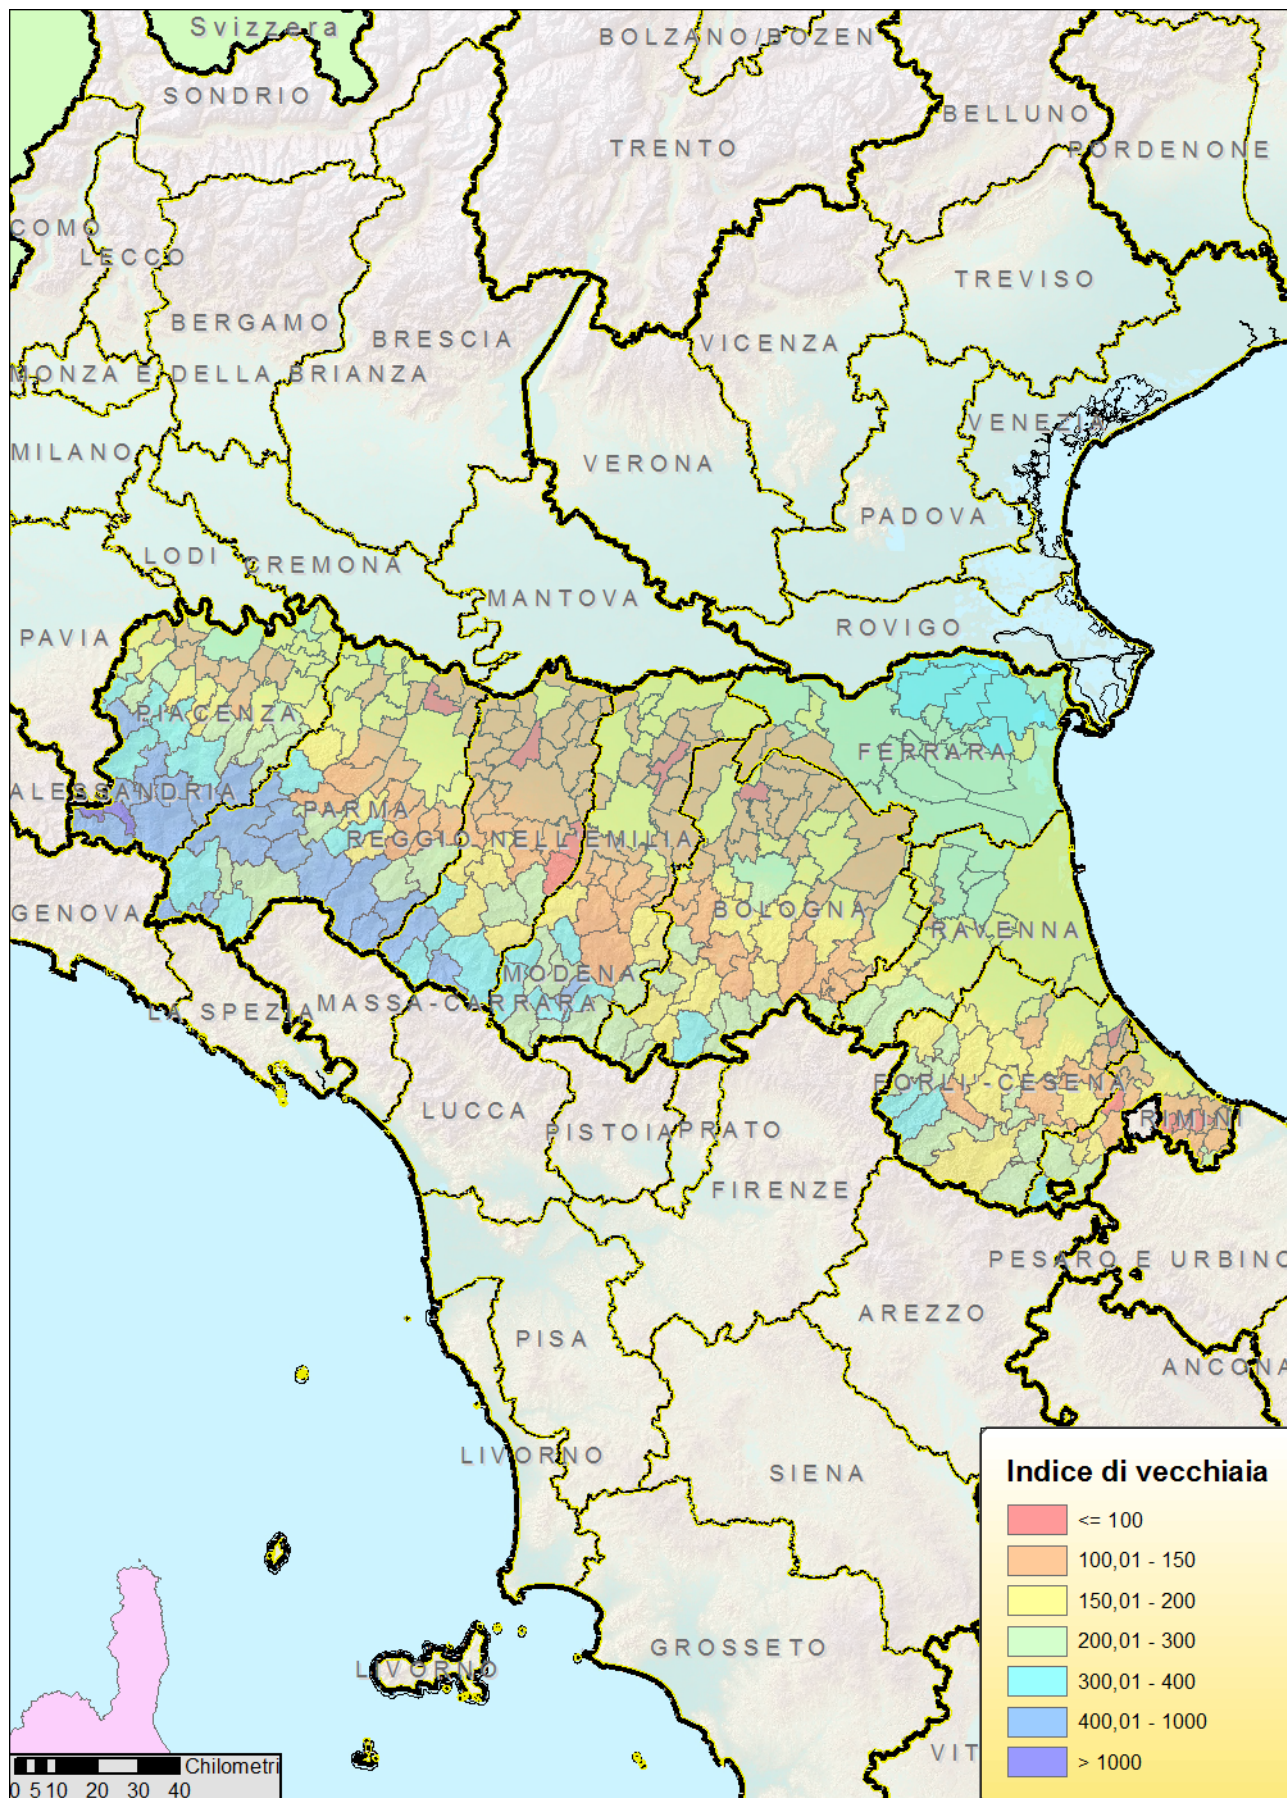 Svizzera
BOLZANO/BOZEN
SONDRIO
BELLUNO
TRENTO
PORDENONE
COMO
LECCO
TREVISO
BERGAMO
BRESCIA
VICENZA
MONZA E DELLA BRIANZA
VENEZIA
MILANO
VERONA
PADOVA
LODI
CREMONA
MANTOVA
PAVIA
ROVIGO
PIACENZA
FERRARA
ALESSANDRIA
PARMA
REGGIO NELL'EMILIA
GENOVA
BOLOGNA
RAVENNA
MODENA
LA SPEZIA
MASSA-CARRARA
FORLI'-CESENA
LUCCA
PISTOIA
PRATO
RIMINI
FIRENZE
PESARO E URBINO
AREZZO
PISA
ANCONA
LIVORNO
SIENA
GROSSETO
LIVORNO
VIT
Indice di vecchiaia
<= 100
100,01 - 150
150,01 - 200
200,01 - 300
300,01 - 400
400,01 - 1000
> 1000
Chilometri
0 5 10 20 30 40